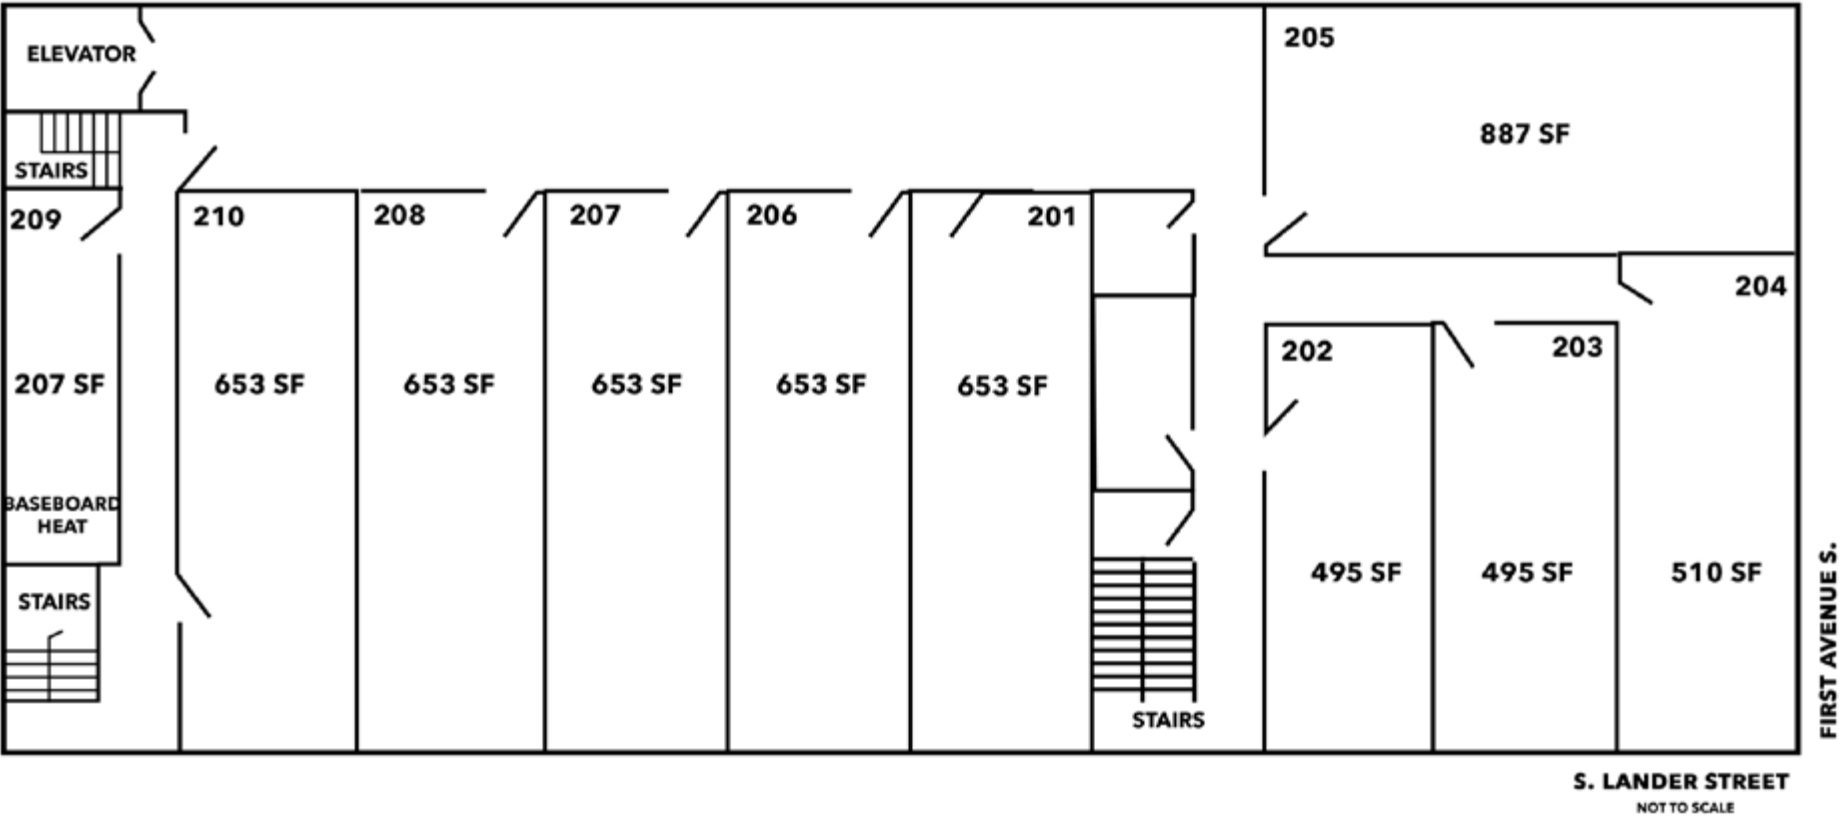 ELEVATOR
205
887 SF
STAIRS
209
210
208
207
206
201
204
202
203
207 SF
653 SF
653 SF
653 SF
653 SF
653 SF
BASEBOARD
HEAT
495 SF
495 SF
510 SF
STAIRS
STAIRS
FIRST AVENUE S.
S. LANDER STREET
NOT TO SCALE